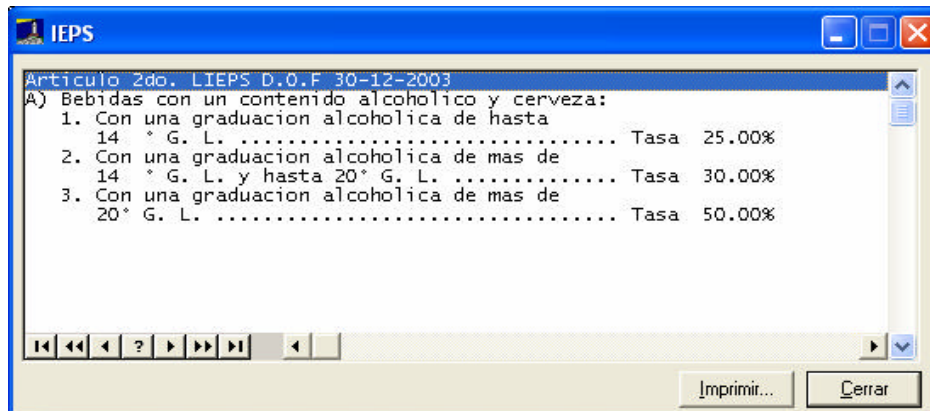 IEPS
Articulo 2do. LIEPS D.O.F 30-12-2003
A) Bebidas con un contenido alcoholico y cerveza:
1. Con una graduacion alcoholica de hasta
14 ° G. L. ................................. Tasa 25.00%
2. Con una graduacion alcoholica de mas de
14 ° G. L. y hasta 20° G. L. .............. Tasa 30.00%
3. Con una graduacion alcoholica de mas de
20° G. L. ................................... Tasa 50.00%
?
Imprimir...
Cerrar